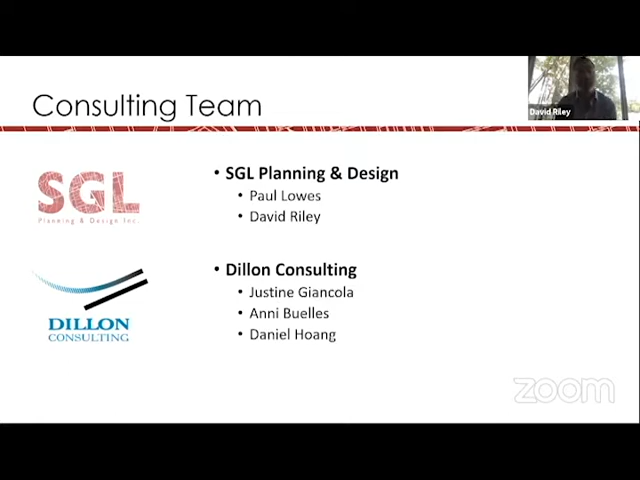 David Riley
Consulting Team
SGL
Planning & Design Inc.
• SGL Planning & Design
• Paul Lowes
• David Riley
DILLON
CONSULTING
• Dillon Consulting
• Justine Giancola
• Anni Buelles
• Daniel Hoang
zoom